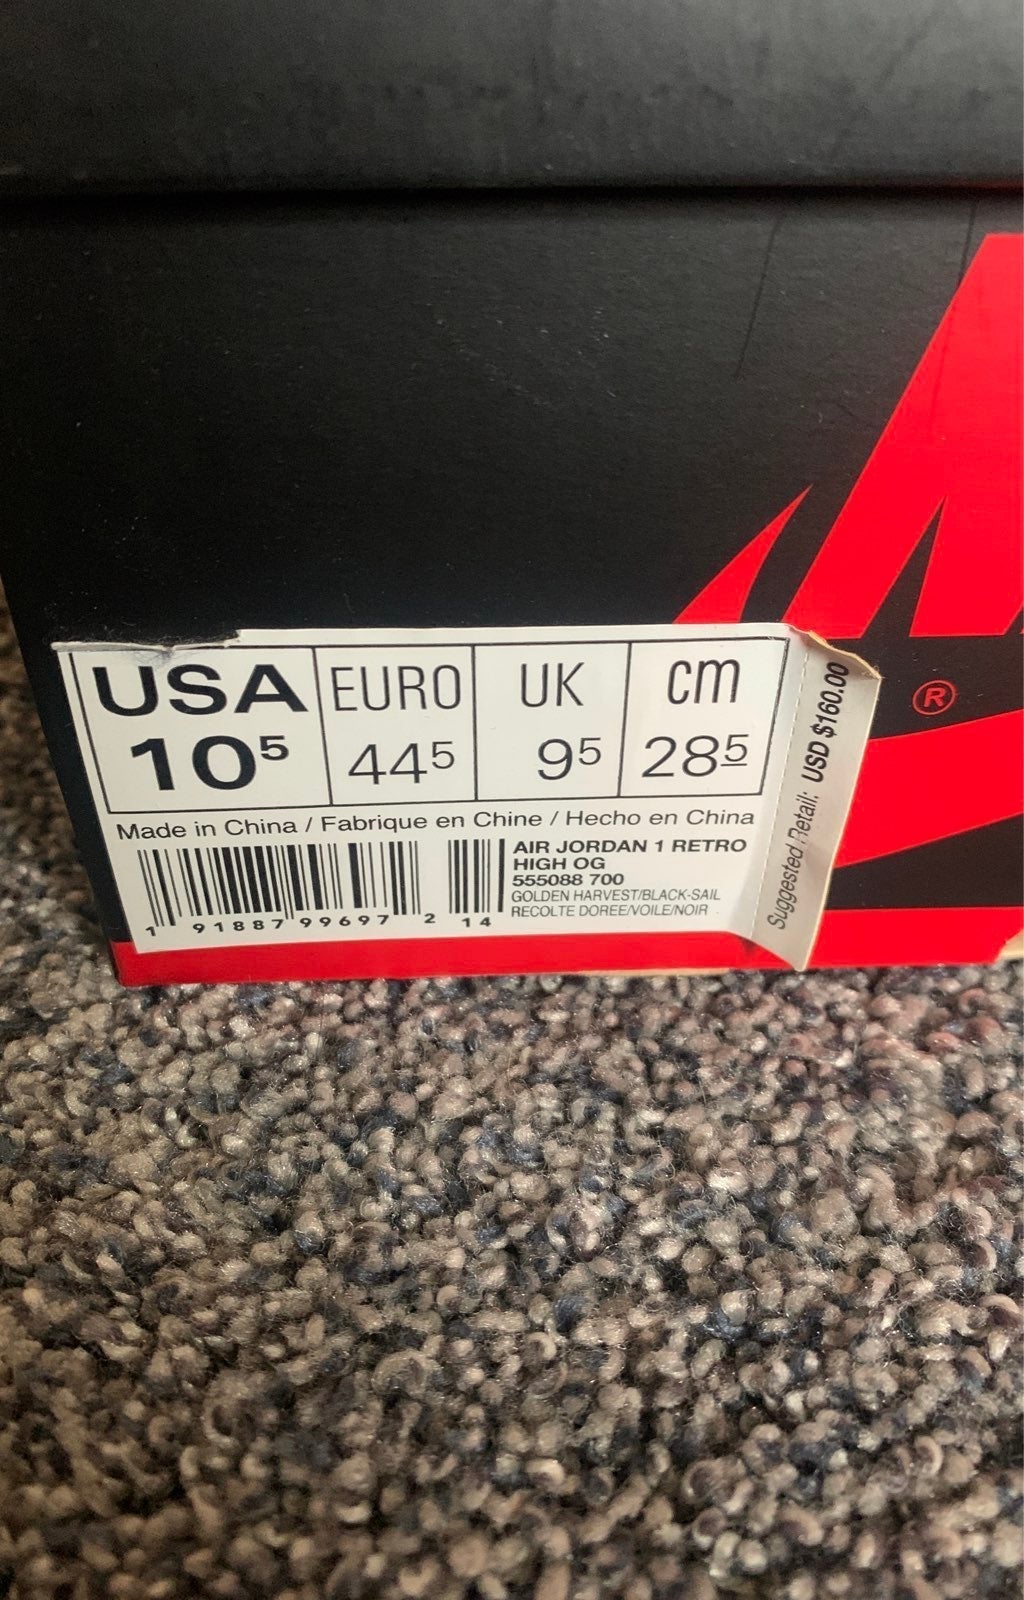 USA EURO UK cm
10⁵ 44⁵ 9⁵ 28⁵
Made in China / Fabrique en Chine / Hecho en China
AIR JORDAN 1 RETRO
HIGH OG
555088 700
GOLDEN HARVEST/BLACK-SAIL
RECOLTE DOREE/VOILE/NOIR
1 91887 99697 2 14
Suggested Retail: USD $160.00
®